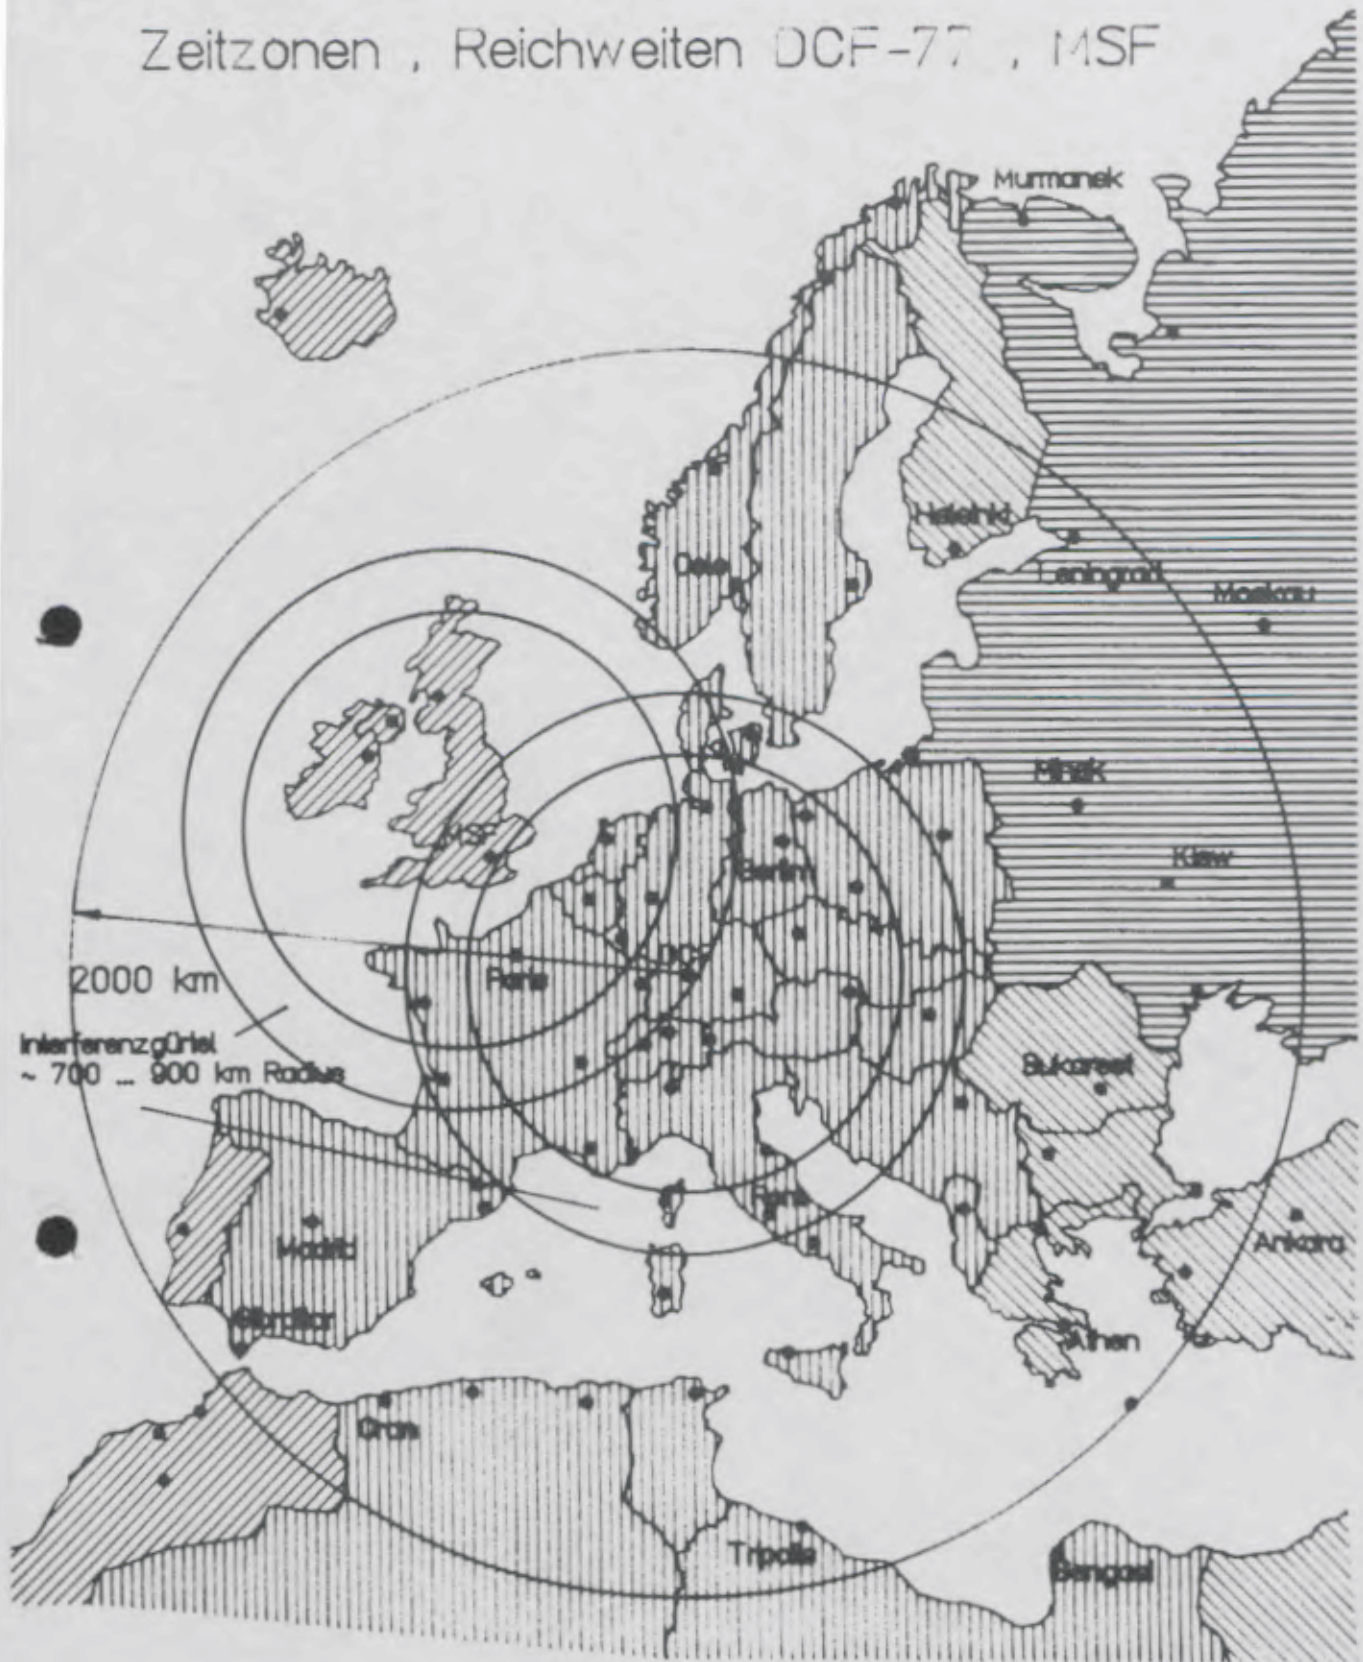 Zeitzonen , Reichweiten DCF-77 , MSF
Murmanek
Helsinki
Oslo
Leningrad
Moskau
Minsk
MSF
Kiew
Berlin
DCF
Paris
2000 km
Interferenzgürtel
~ 700 ... 900 km Radius
Bukarest
Rom
Madrid
Ankara
Gibraltar
Athen
Oran
Tripolis
Bengasi